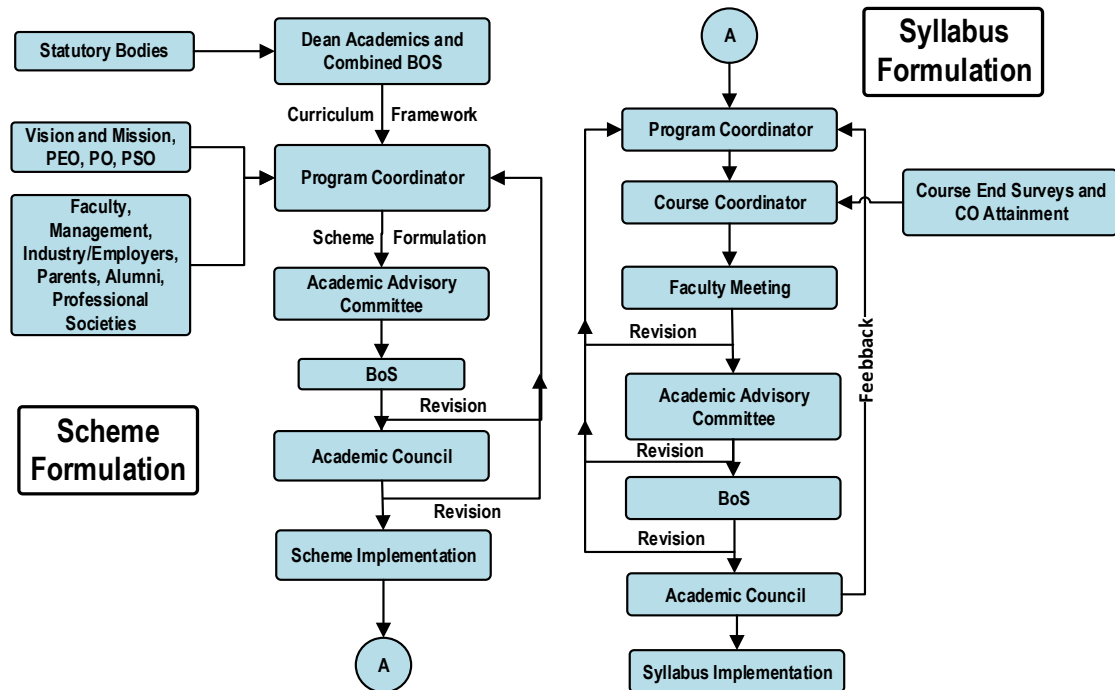 Statutory Bodies
Dean Academics and
Combined BOS
Curriculum Framework
Vision and Mission,
PEO, PO, PSO
Program Coordinator
Faculty,
Management,
Industry/Employers,
Parents, Alumni,
Professional
Societies
Scheme Formulation
Academic Advisory
Committee
BoS
Revision
Scheme
Formulation
Academic Council
Revision
Scheme Implementation
A
A
Syllabus
Formulation
Program Coordinator
Course Coordinator
Course End Surveys and
CO Attainment
Faculty Meeting
Revision
Feebback
Academic Advisory
Committee
Revision
BoS
Revision
Academic Council
Syllabus Implementation